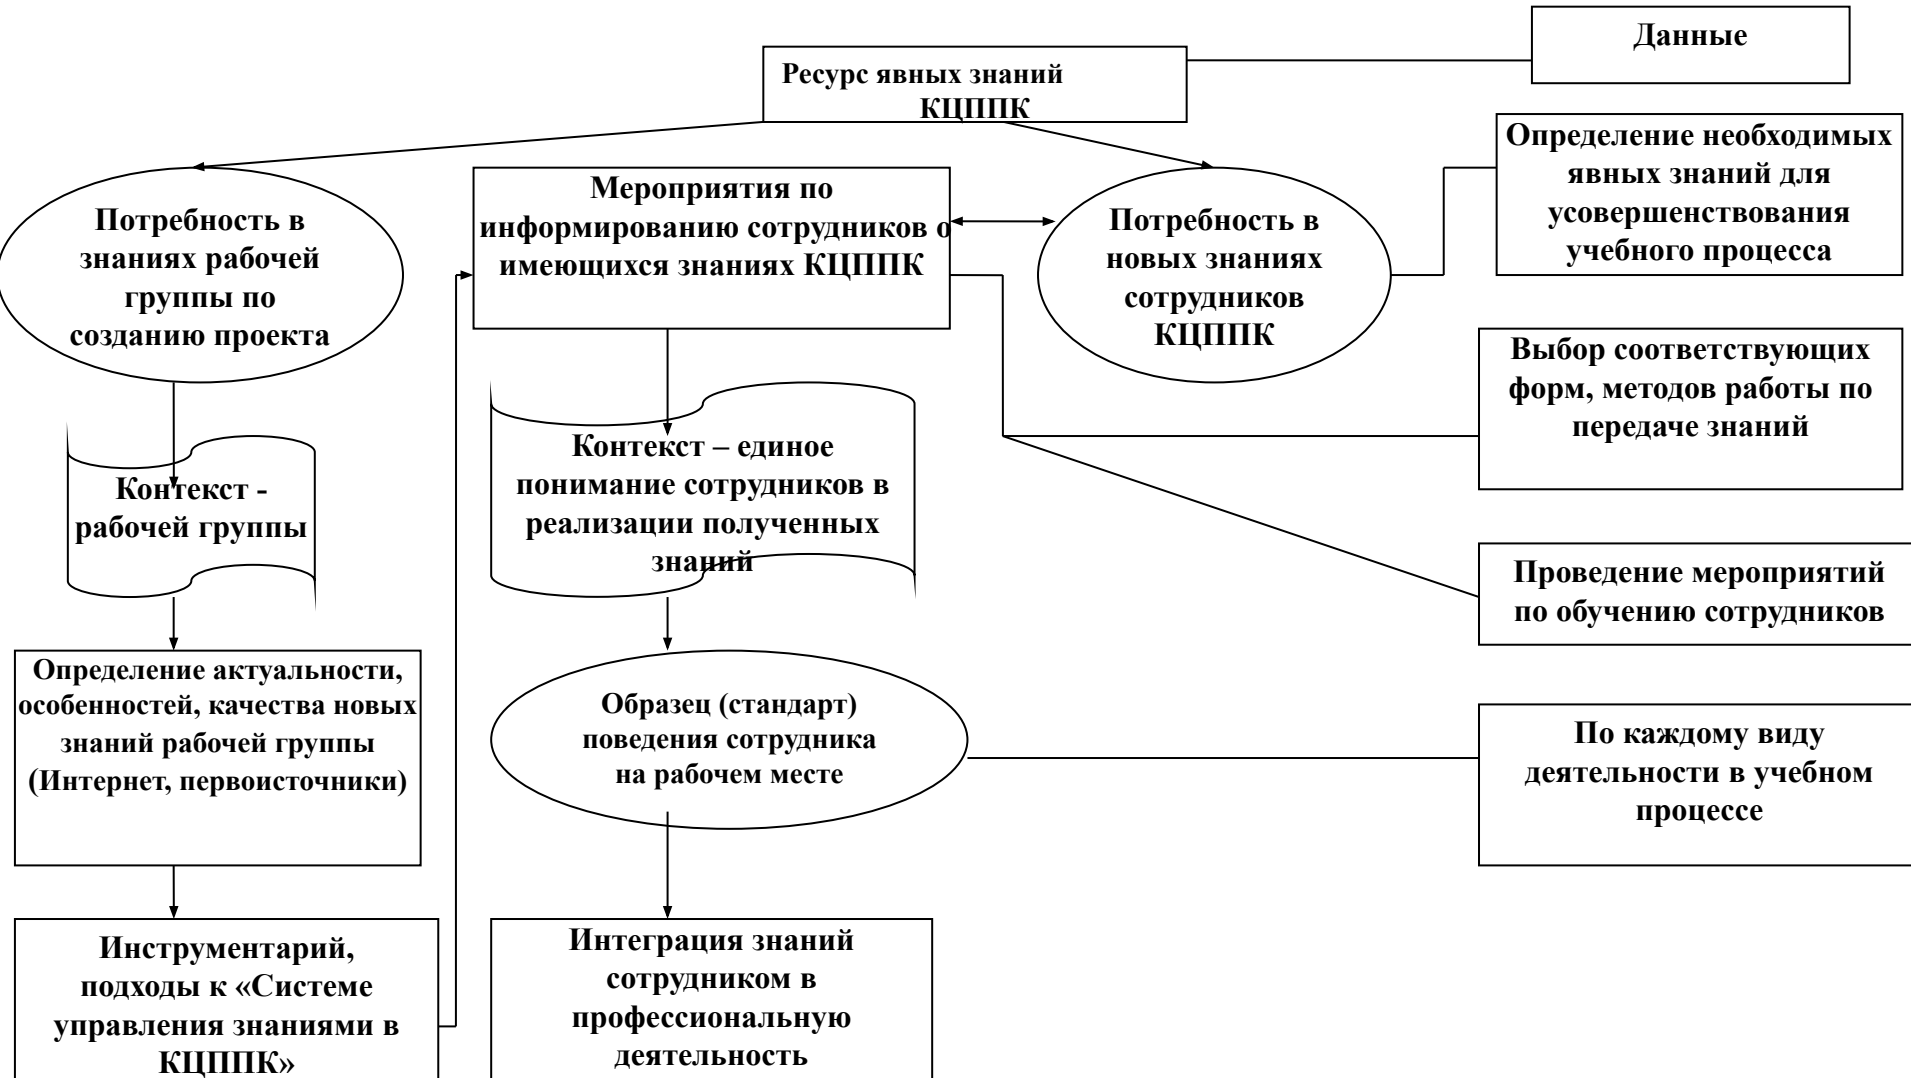 Данные
Ресурс явных знаний
КЦППК
Определение необходимых
явных знаний для
усовершенствования
учебного процесса
Потребность в
знаниях рабочей
группы по
созданию проекта
Мероприятия по
информированию сотрудников о
имеющихся знаниях КЦППК
Потребность в
новых знаниях
сотрудников
КЦППК
Выбор соответствующих
форм, методов работы по
передаче знаний
Контекст -
рабочей группы
Контекст – единое
понимание сотрудников в
реализации полученных
знаний
Проведение мероприятий
по обучению сотрудников
Определение актуальности,
особенностей, качества новых
знаний рабочей группы
(Интернет, первоисточники)
Образец (стандарт)
поведения сотрудника
на рабочем месте
По каждому виду
деятельности в учебном
процессе
Инструментарий,
подходы к «Системе
управления знаниями в
КЦППК»
Интеграция знаний
сотрудником в
профессиональную
деятельность